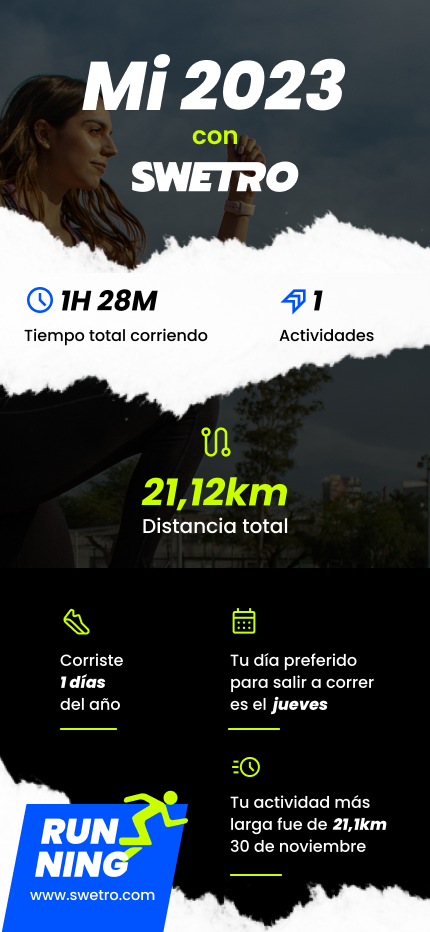 Mi 2023
con
SWETRO
1H 28M
Tiempo total corriendo
1
Actividades
21,12km
Distancia total
Corriste
1 días
del año
Tu día preferido
para salir a correr
es el jueves
Tu actividad más
larga fue de 21,1km
30 de noviembre
RUN
NING
www.swetro.com